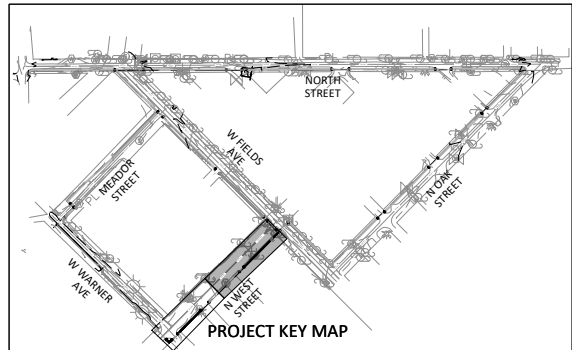 NORTH
STREET
W FIELDS
AVE
MEADOR
STREET
N OAK
STREET
W WARNER
AVE
N WEST
STREET
PROJECT KEY MAP